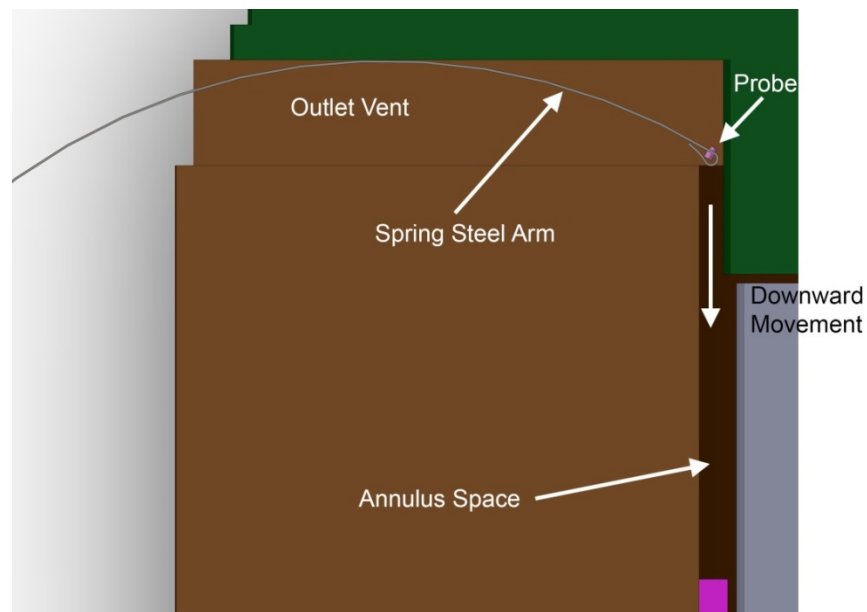 Probe
Outlet Vent
Spring Steel Arm
Downward
Movement
Annulus Space